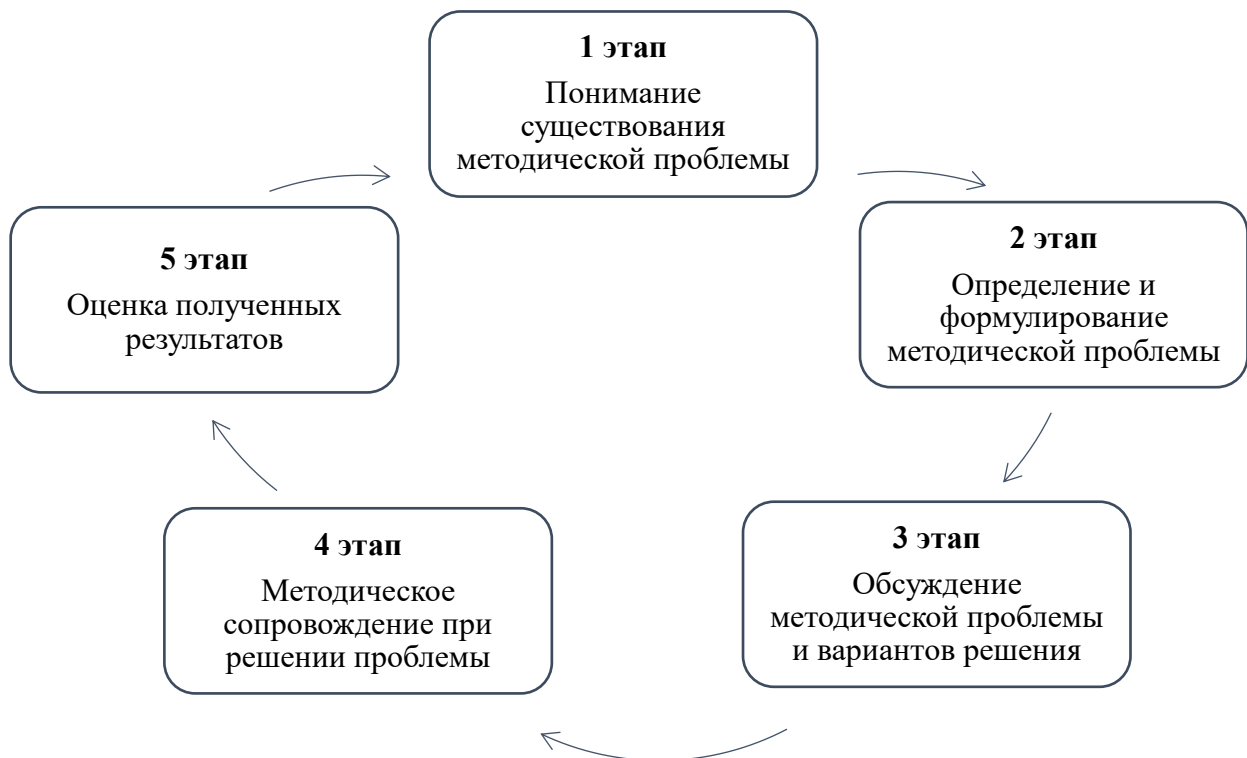 1 этап
Понимание
существования
методической проблемы
2 этап
Определение и
формулирование
методической проблемы
3 этап
Обсуждение
методической проблемы
и вариантов решения
4 этап
Методическое
сопровождение при
решении проблемы
5 этап
Оценка полученных
результатов